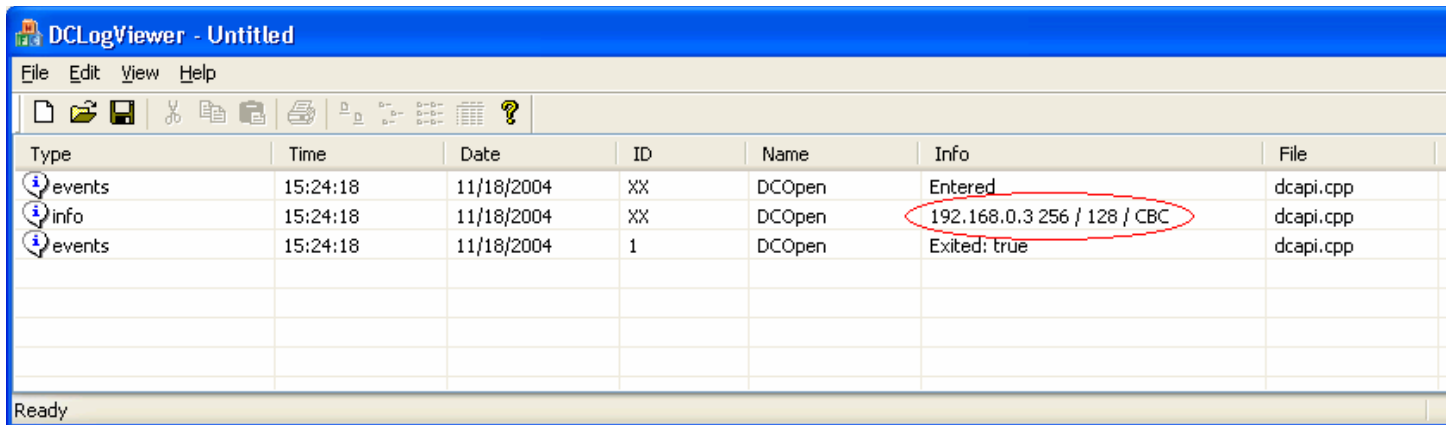 DCLogViewer - Untitled
File Edit View Help
Type Time Date ID Name Info File
events 15:24:18 11/18/2004 XX DCOpen Entered dcapi.cpp
info 15:24:18 11/18/2004 XX DCOpen 192.168.0.3 256 / 128 / CBC dcapi.cpp
events 15:24:18 11/18/2004 1 DCOpen Exited: true dcapi.cpp
Ready